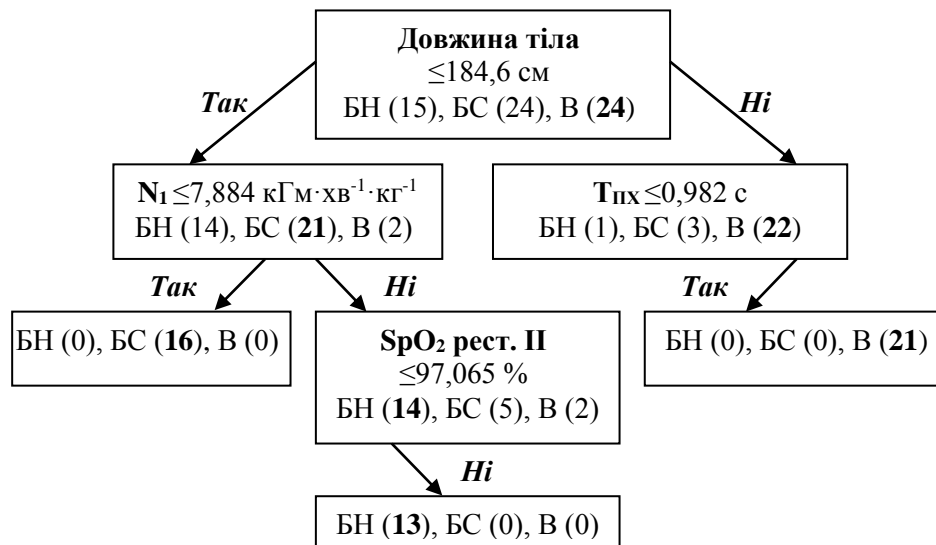 Довжина тіла
≤184,6 см
БН (15), БС (24), В (24)
Так
Ні
N₁ ≤7,884 кГм·хв⁻¹·кг⁻¹
БН (14), БС (21), В (2)
Tпх ≤0,982 с
БН (1), БС (3), В (22)
Так
Ні
Так
БН (0), БС (16), В (0)
SpO₂ рест. II
≤97,065 %
БН (14), БС (5), В (2)
БН (0), БС (0), В (21)
Ні
БН (13), БС (0), В (0)